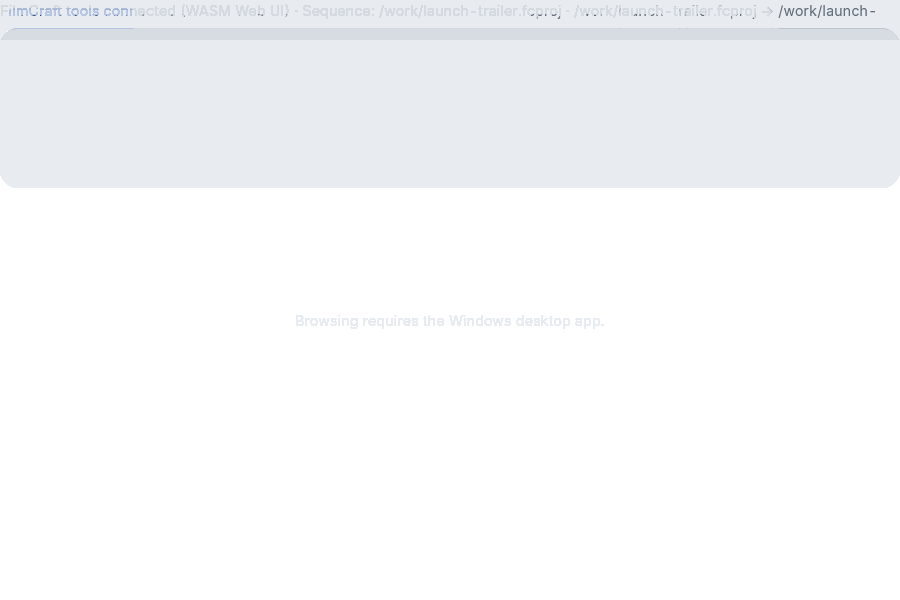 FilmCraft tools connected (WASM Web UI) · Sequence: /work/launch-trailer.fcproj · /work/launch-trailer.fcproj → /work/launch-
Browsing requires the Windows desktop app.